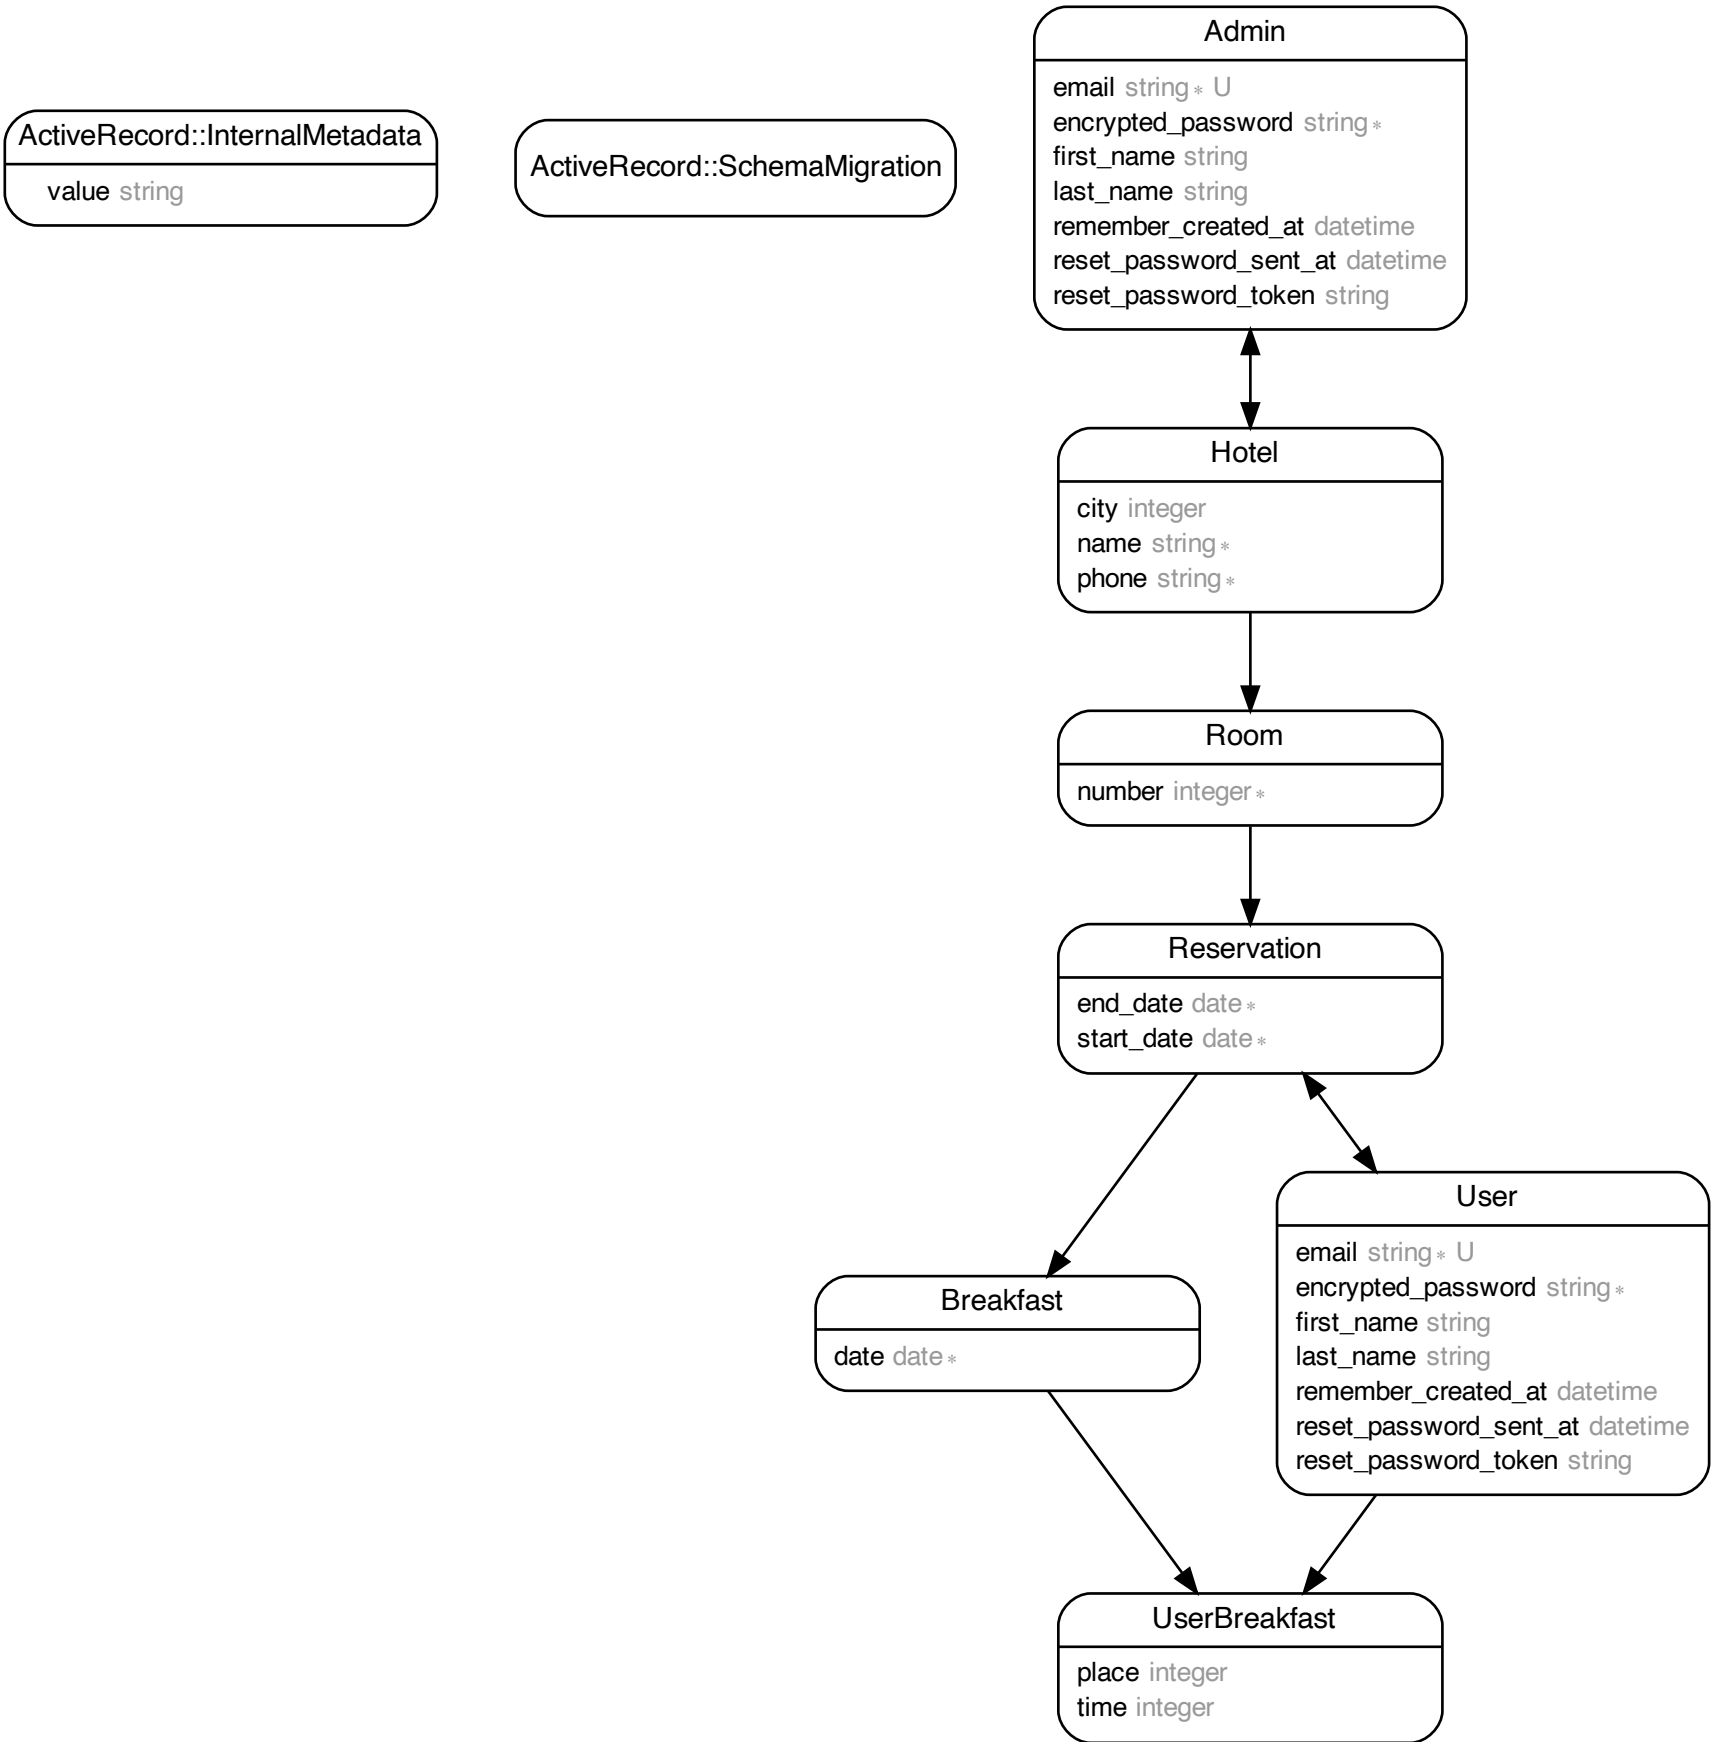 Admin
email string∗ U
encrypted_password string∗
first_name string
last_name string
remember_created_at datetime
reset_password_sent_at datetime
reset_password_token string
ActiveRecord::InternalMetadata
value string
ActiveRecord::SchemaMigration
Hotel
city integer
name string∗
phone string∗
Room
number integer∗
Reservation
end_date date∗
start_date date∗
User
email string∗ U
encrypted_password string∗
first_name string
last_name string
remember_created_at datetime
reset_password_sent_at datetime
reset_password_token string
Breakfast
date date∗
UserBreakfast
place integer
time integer